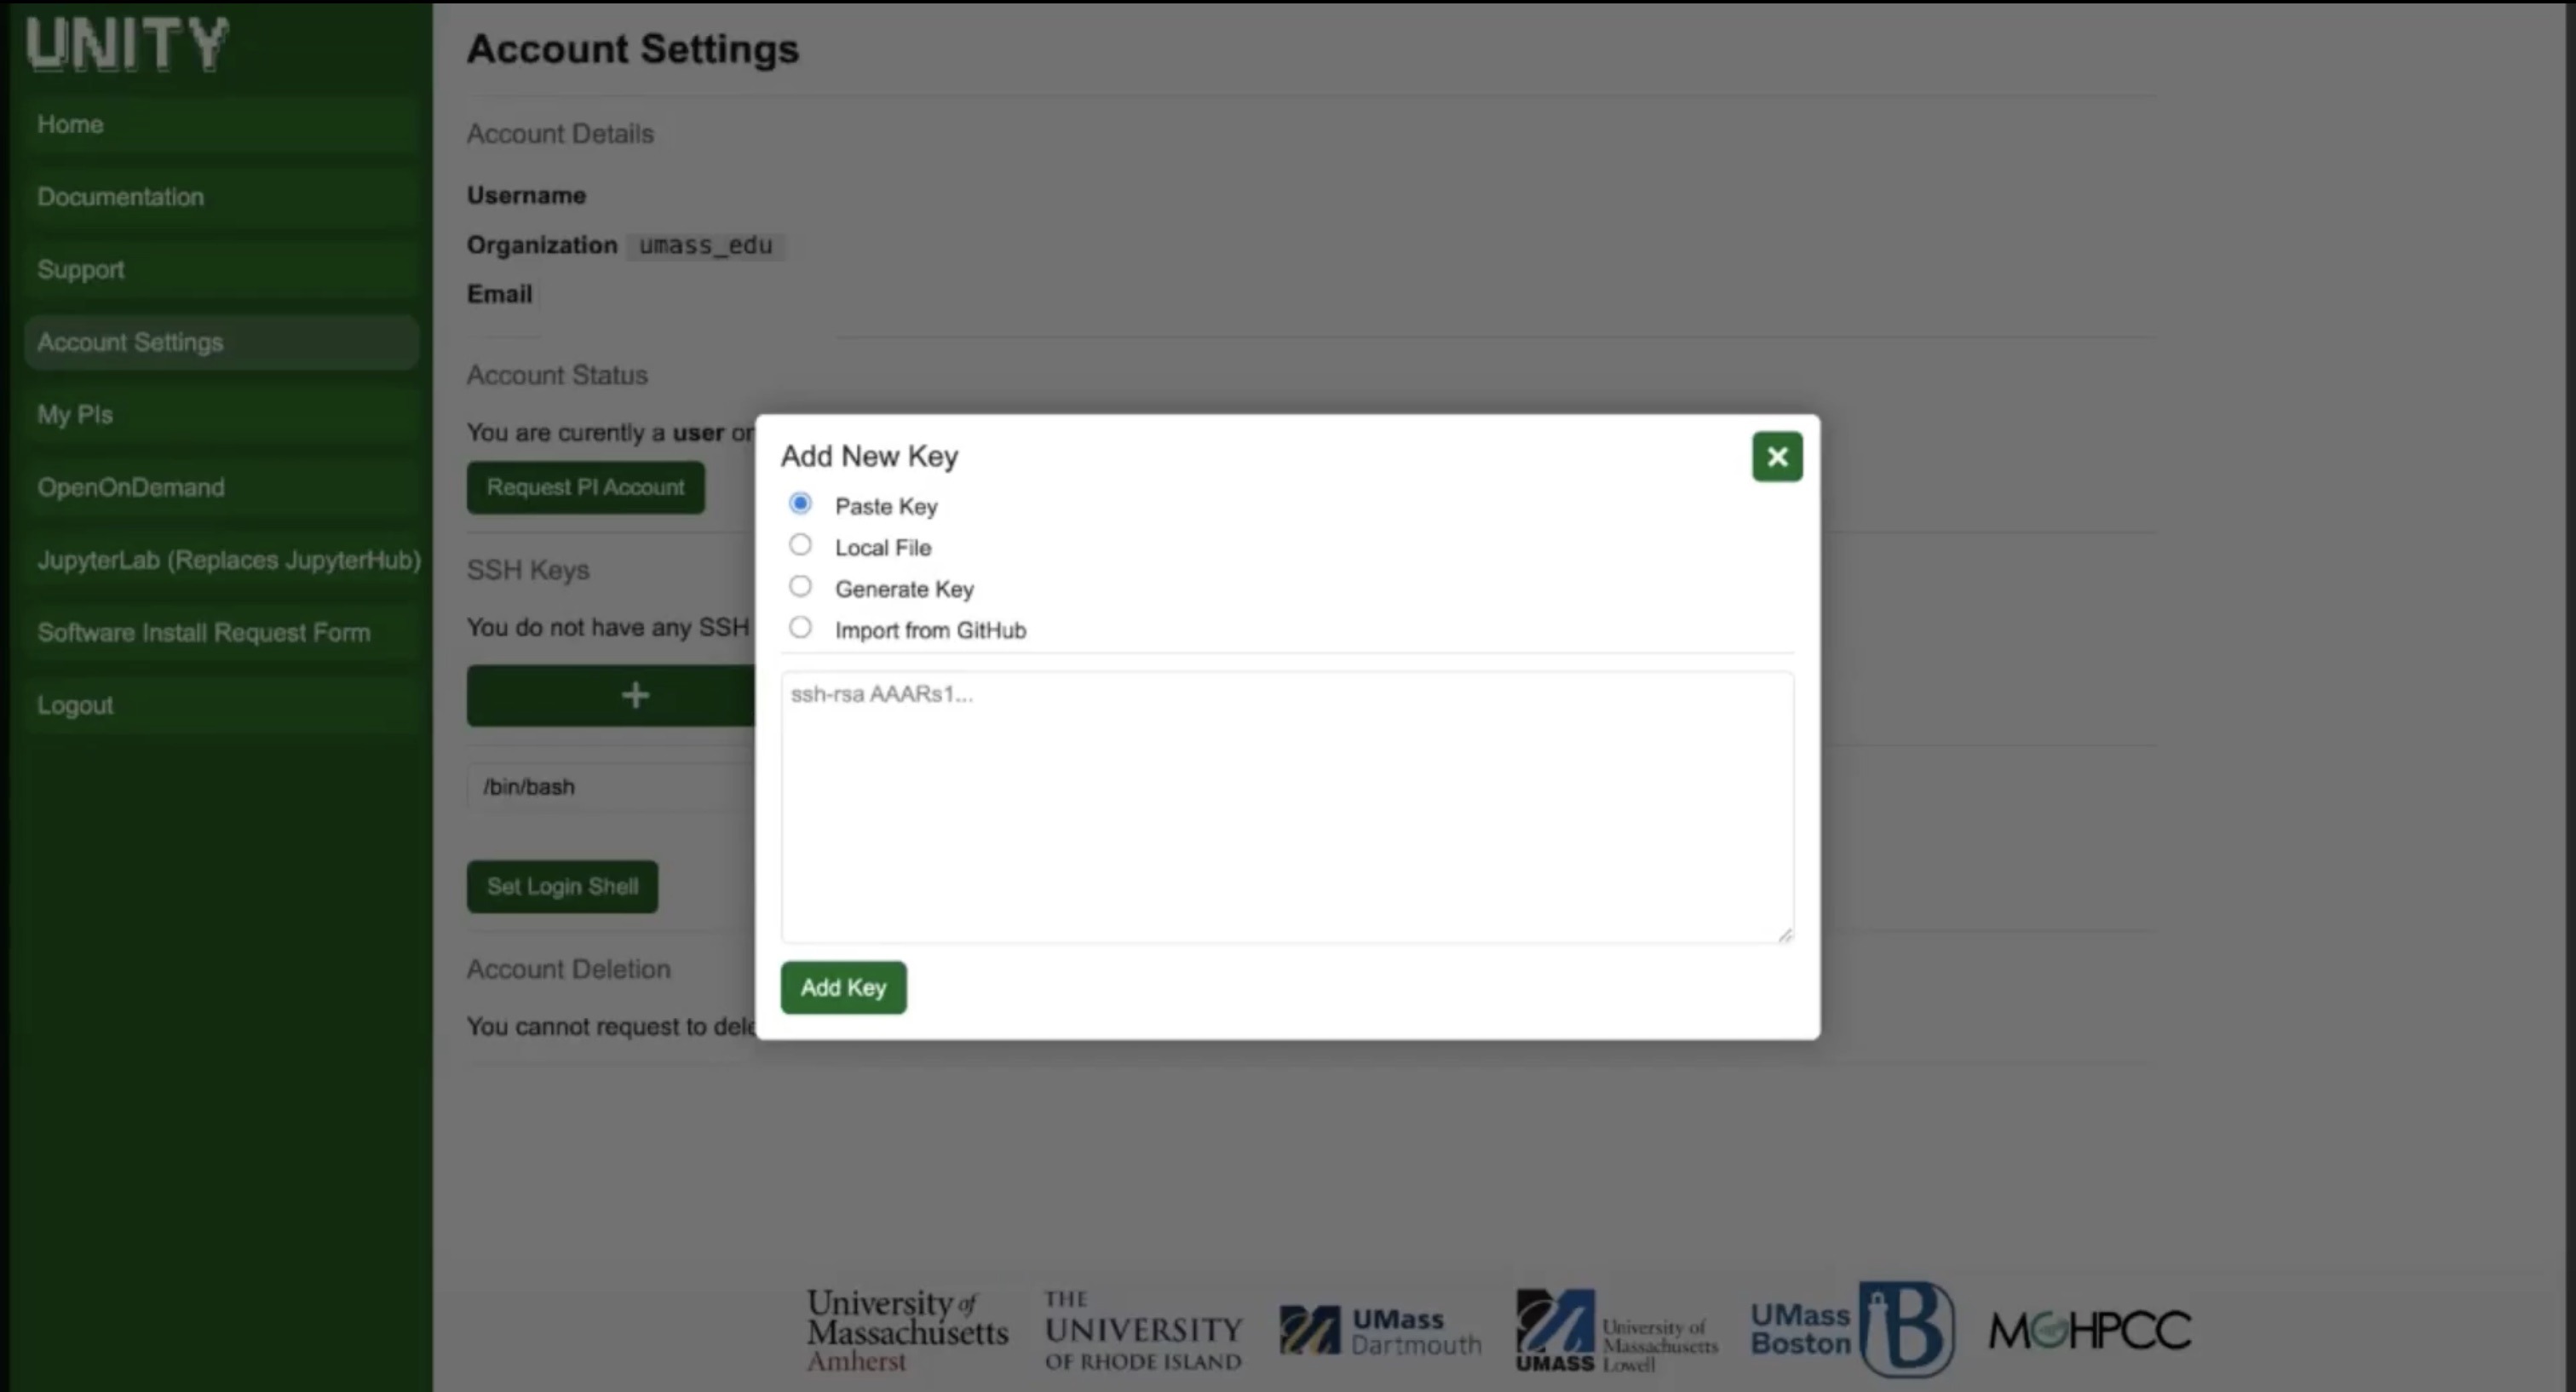 UNITY
Home
Documentation
Support
Account Settings
My PIs
OpenOnDemand
JupyterLab (Replaces JupyterHub)
Software Install Request Form
Logout
Account Settings
Account Details
Username
Organization umass_edu
Email
Account Status
You are curently a user or
Request PI Account
SSH Keys
You do not have any SSH
+
/bin/bash
Set Login Shell
Account Deletion
You cannot request to dele
Add New Key
Paste Key
Local File
Generate Key
Import from GitHub
ssh-rsa AAARs1...
Add Key
University of
Massachusetts
Amherst
THE
UNIVERSITY
OF RHODE ISLAND
UMass
Dartmouth
UMASS
University of
Massachusetts
Lowell
UMass
Boston
B
MGHPCC